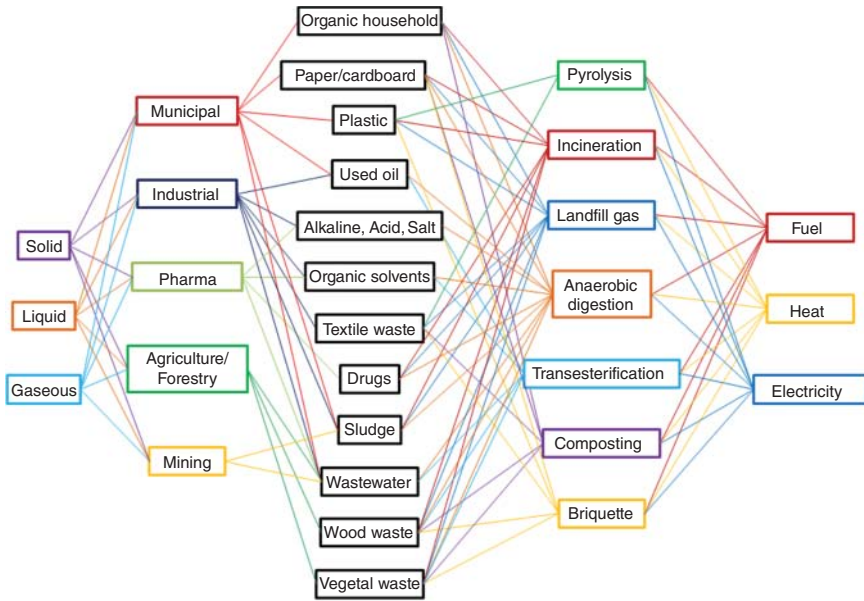 Solid
Liquid
Gaseous
Municipal
Industrial
Pharma
Agriculture/
Forestry
Mining
Organic household
Paper/cardboard
Plastic
Used oil
Alkaline, Acid, Salt
Organic solvents
Textile waste
Drugs
Sludge
Wastewater
Wood waste
Vegetal waste
Pyrolysis
Incineration
Landfill gas
Anaerobic
digestion
Transesterification
Composting
Briquette
Fuel
Heat
Electricity